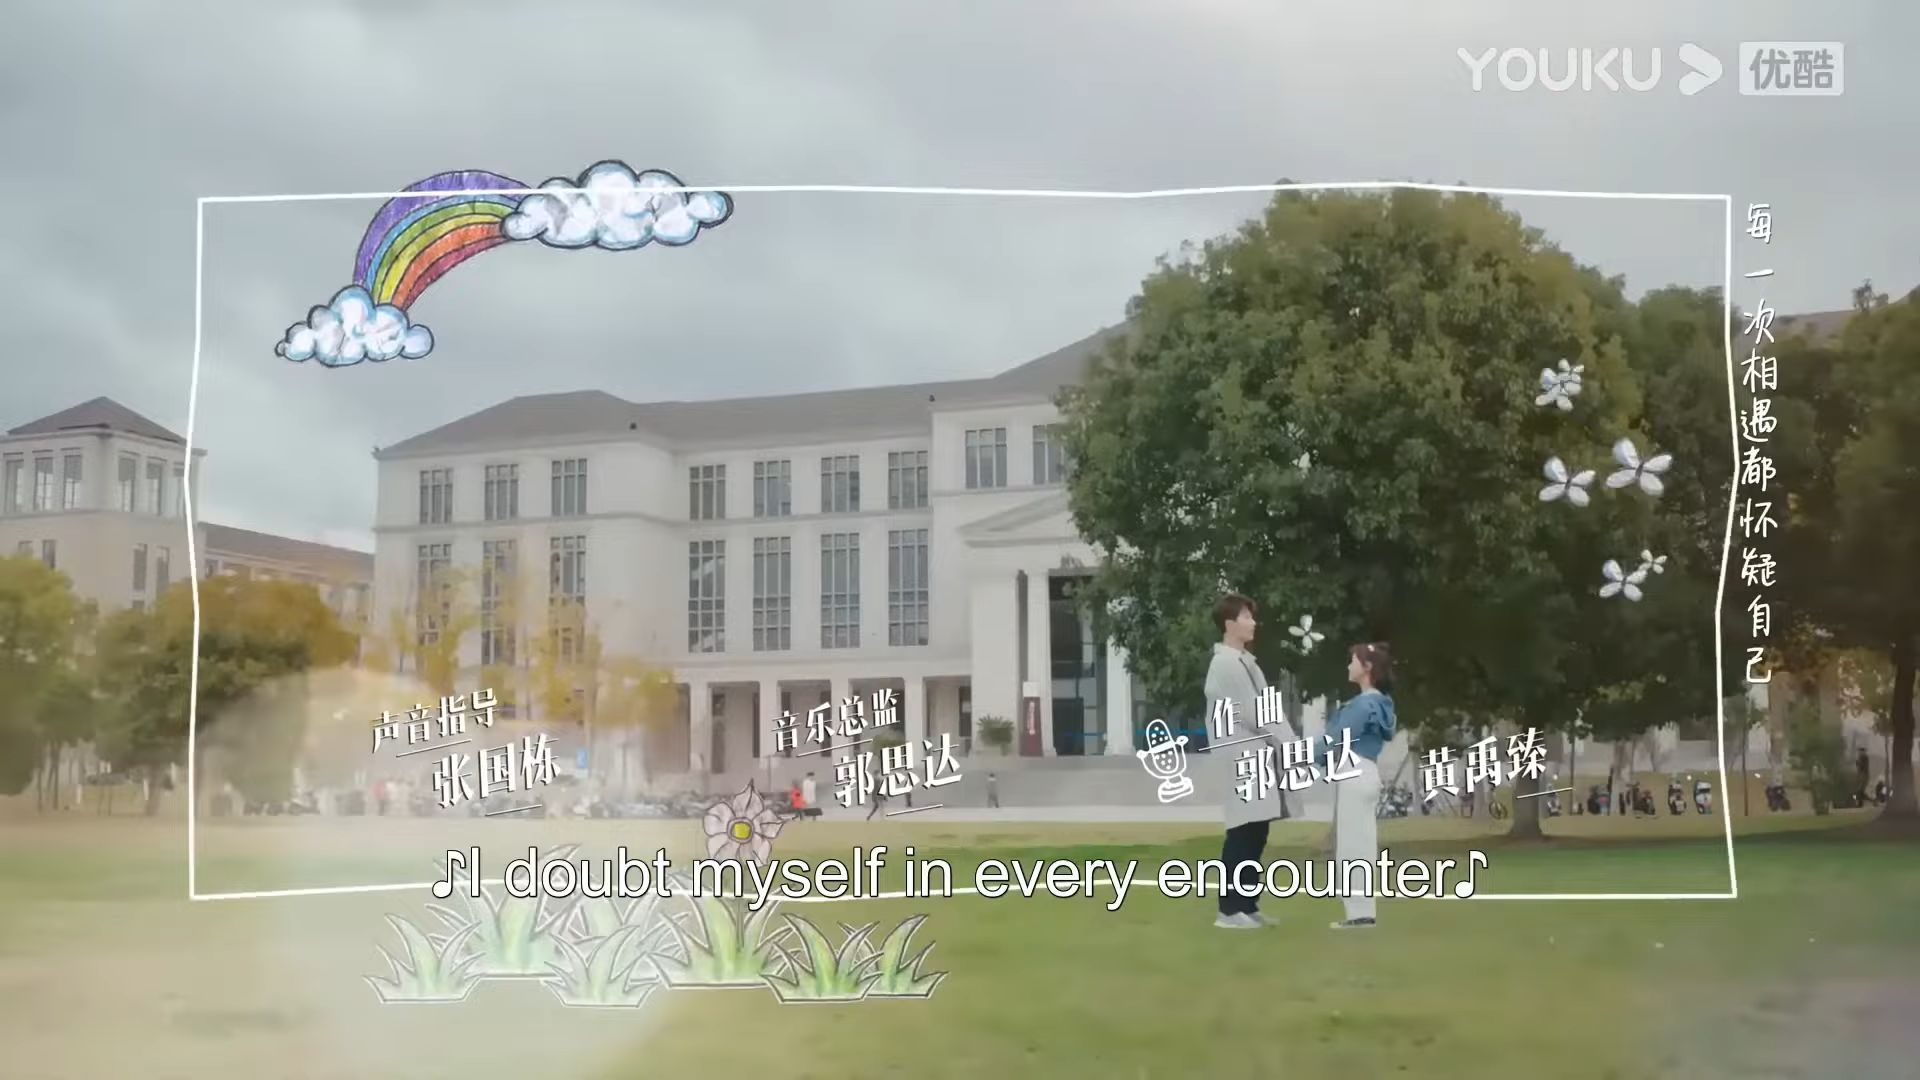 YOUKU 优酷
每一次相遇都怀疑自己
声音指导
张国栋
音乐总监
郭思达
作曲
郭思达 黄禹臻
♪I doubt myself in every encounter♪